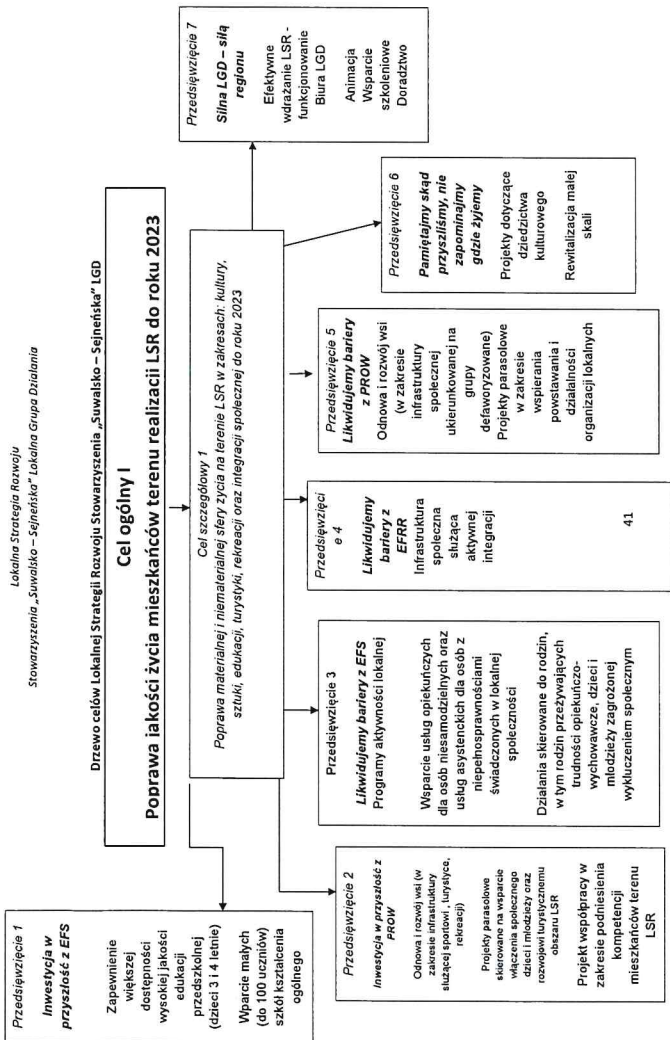 Lokalna Strategia Rozwoju
Stowarzyszenia „Suwalsko – Sejneńska” Lokalna Grupa Działania
Drzewo celów Lokalnej Strategii Rozwoju Stowarzyszenia „Suwalsko – Sejneńska” LGD
Cel ogólny I
Poprawa jakości życia mieszkańców terenu realizacji LSR do roku 2023
Cel szczegółowy 1
Poprawa materialnej i niematerialnej sfery życia na terenie LSR w zakresach: kultury,
sztuki, edukacji, turystyki, rekreacji oraz integracji społecznej do roku 2023
Przedsięwzięcie 1
Inwestycja w
przyszłość z EFS
Zapewnienie
większej
dostępności
wysokiej jakości
edukacji
przedszkolnej
(dzieci 3 i 4 letnie)
Wparcie małych
(do 100 uczniów)
szkół kształcenia
ogólnego
Przedsięwzięcie 2
Inwestycja w przyszłość z
PROW
Odnowa i rozwój wsi (w
zakresie infrastruktury
służącej sportowi , turystyce,
rekreacji)
Projekty parasolowe
skierowane na wsparcie
włączenia społecznego
dzieci i młodzieży oraz
rozwojowi turystycznemu
obszaru LSR
Projekt współpracy w
zakresie podniesienia
kompetencji
mieszkańców terenu
LSR
Przedsięwzięcie 3
Likwidujemy bariery z EFS
Programy aktywności lokalnej
Wsparcie usług opiekuńczych
dla osób niesamodzielnych oraz
usług asystenckich dla osób z
niepełnosprawnościami
świadczonych w lokalnej
społeczności
Działania skierowane do rodzin,
w tym rodzin przeżywających
trudności opiekuńczo-
wychowawcze, dzieci i
młodzieży zagrożonej
wykluczeniem społecznym
Przedsięwzięci
e 4
Likwidujemy
bariery z
EFRR
Infrastruktura
społeczna
służąca
aktywnej
integracji
41
Przedsięwzięcie 5
Likwidujemy bariery
z PROW
Odnowa i rozwój wsi
(w zakresie
infrastruktury
społecznej
ukierunkowanej na
grupy
defaworyzowane)
Projekty parasolowe
w zakresie
wspierania
powstawania i
działalności
organizacji lokalnych
Przedsięwzięcie 6
Pamiętajmy skąd
przyszliśmy, nie
zapominajmy
gdzie żyjemy
Projekty dotyczące
dziedzictwa
kulturowego
Rewitalizacja małej
skali
Przedsięwzięcie 7
Silna LGD – siłą
regionu
Efektywne
wdrażanie LSR -
funkcjonowanie
Biura LGD
Animacja
Wsparcie
szkoleniowe
Doradztwo